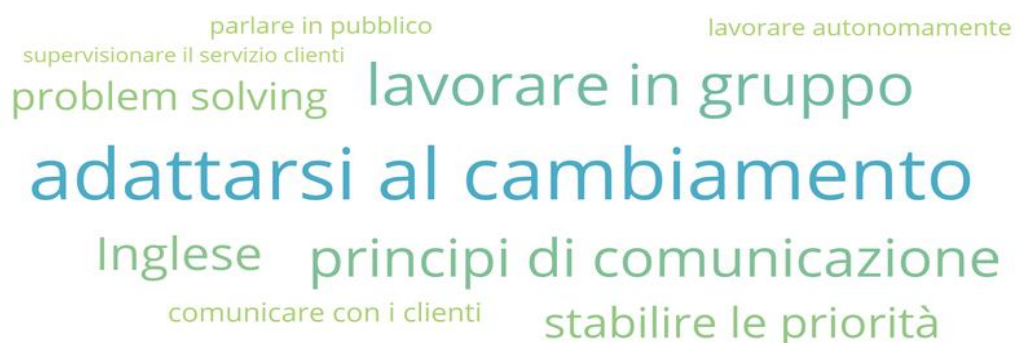 parlare in pubblico
lavorare autonomamente
supervisionare il servizio clienti
problem solving
lavorare in gruppo
adattarsi al cambiamento
Inglese
principi di comunicazione
comunicare con i clienti
stabilire le priorità